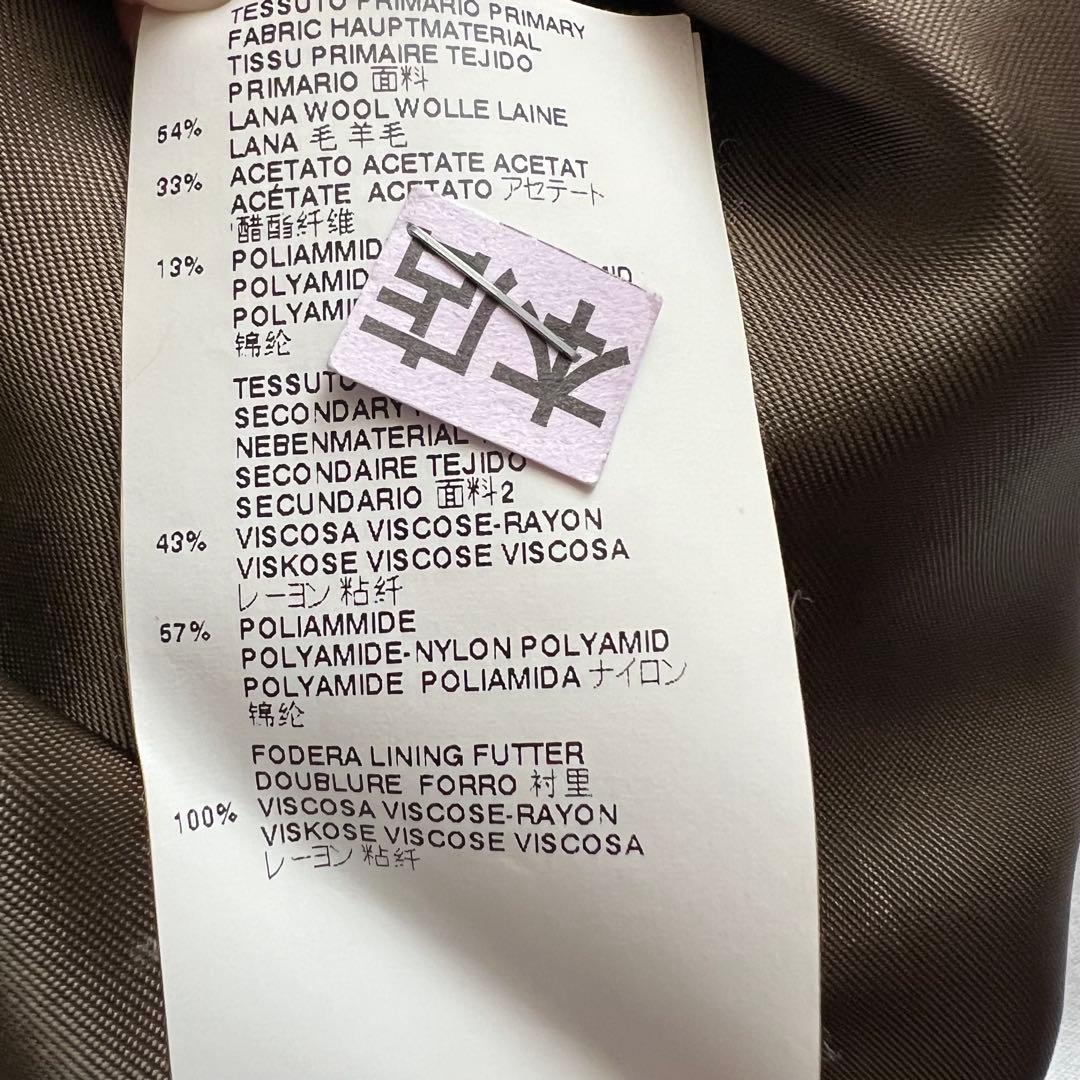 TESSUTO PRIMARIO PRIMARY
FABRIC HAUPTMATERIAL
TISSU PRIMAIRE TEJIDO
PRIMARIO 面料
54% LANA WOOL WOLLE LAINE
LANA 毛 羊毛
33% ACETATO ACETATE ACETAT
ACÉTATE ACETATO アセテート
醋酯纤维
13% POLIAMMID
POLYAMID
POLYAMI
锦纶
本店
TESSUTO
SECONDARY
NEBENMATERIAL
SECONDAIRE TEJIDO
SECUNDARIO 面料2
43% VISCOSA VISCOSE-RAYON
VISKOSE VISCOSE VISCOSA
レーヨン 粘纤
57% POLIAMMIDE
POLYAMIDE-NYLON POLYAMID
POLYAMIDE POLIAMIDA ナイロン
锦纶
FODERA LINING FUTTER
DOUBLURE FORRO 衬里
100% VISCOSA VISCOSE-RAYON
VISKOSE VISCOSE VISCOSA
レーヨン 粘纤